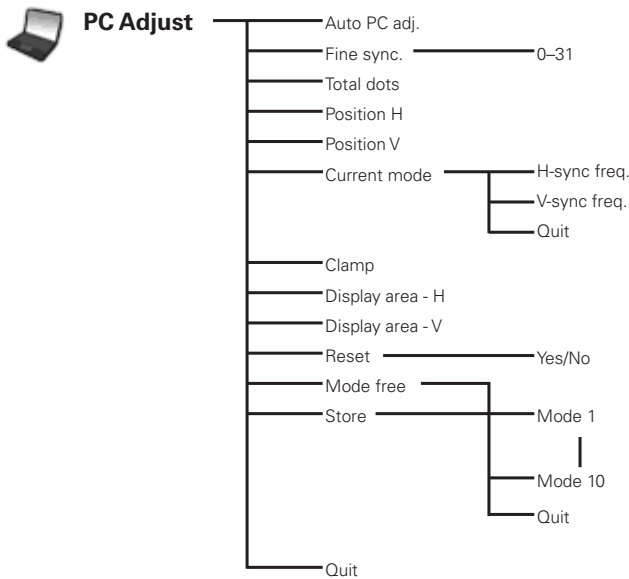 PC Adjust
Auto PC adj.
Fine sync.
0–31
Total dots
Position H
Position V
Current mode
H-sync freq.
V-sync freq.
Quit
Clamp
Display area - H
Display area - V
Reset
Yes/No
Mode free
Store
Mode 1
Mode 10
Quit
Quit